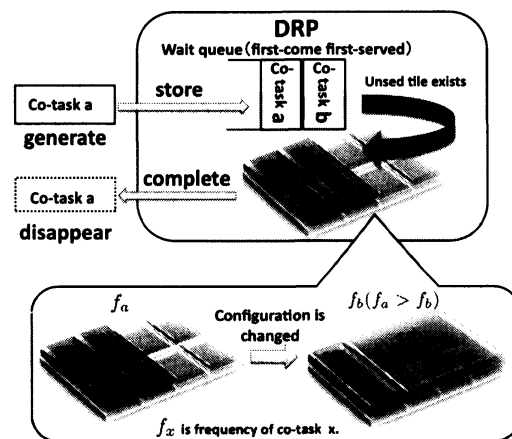 DRP
Wait queue(first-come first-served)
Co-task a
Co-task b
Unsed tile exists
Co-task a
store
generate
complete
Co-task a
disappear
f_a
f_b(f_a > f_b)
Configuration is
changed
f_x is frequency of co-task x.